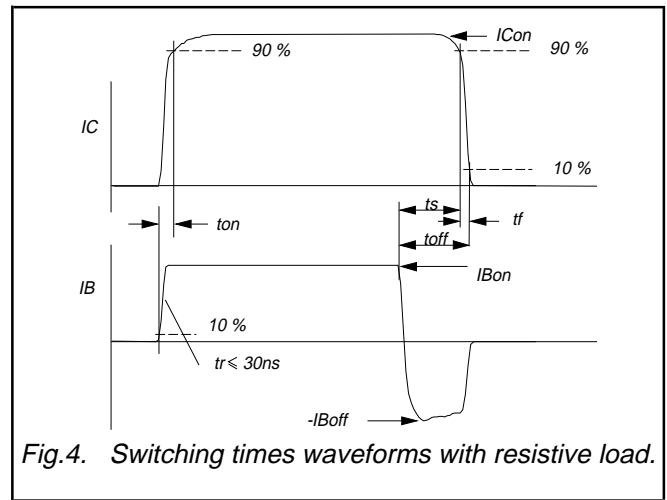 ICon
90 %
90 %
IC
10 %
ts
ton
tf
toff
IBon
IB
10 %
tr ⩽ 30ns
-IBoff
Fig.4. Switching times waveforms with resistive load.